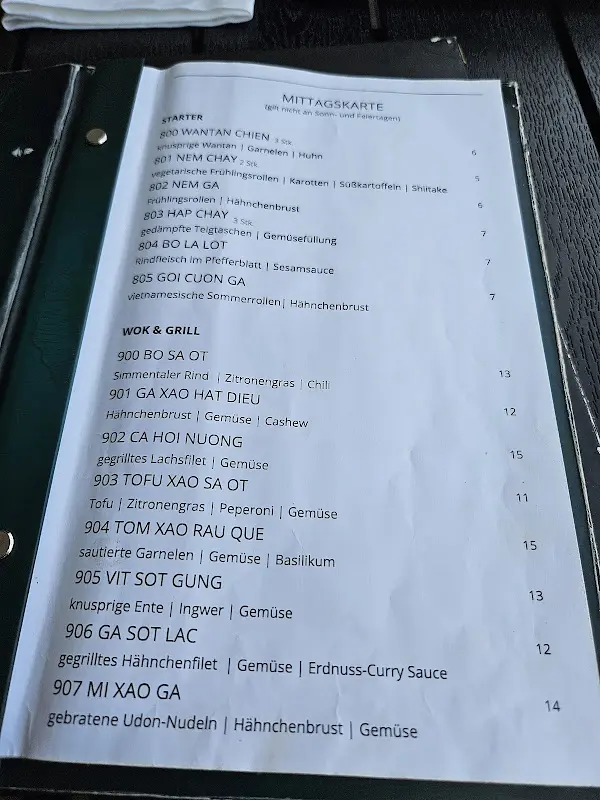 MITTAGSKARTE
(gilt nicht an Sonn- und Feiertagen)
STARTER
800 WANTAN CHIEN 3 Stk.
knusprige Wantan | Garnelen | Huhn 6
801 NEM CHAY 2 Stk.
vegetarische Frühlingsrollen | Karotten | Süßkartoffeln | Shiitake 5
802 NEM GA
Frühlingsrollen | Hähnchenbrust 6
803 HAP CHAY 3 Stk.
gedämpfte Teigtaschen | Gemüsefüllung 7
804 BO LA LOT
Rindfleisch im Pfefferblatt | Sesamsauce 7
805 GOI CUON GA
vietnamesische Sommerrollen| Hähnchenbrust 7
WOK & GRILL
900 BO SA OT
Simmentaler Rind | Zitronengras | Chili 13
901 GA XAO HAT DIEU
Hähnchenbrust | Gemüse | Cashew 12
902 CA HOI NUONG
gegrilltes Lachsfilet | Gemüse 15
903 TOFU XAO SA OT
Tofu | Zitronengras | Peperoni | Gemüse 11
904 TOM XAO RAU QUE
sautierte Garnelen | Gemüse | Basilikum 15
905 VIT SOT GUNG
knusprige Ente | Ingwer | Gemüse 13
906 GA SOT LAC
gegrilltes Hähnchenfilet | Gemüse | Erdnuss-Curry Sauce 12
907 MI XAO GA
gebratene Udon-Nudeln | Hähnchenbrust | Gemüse 14